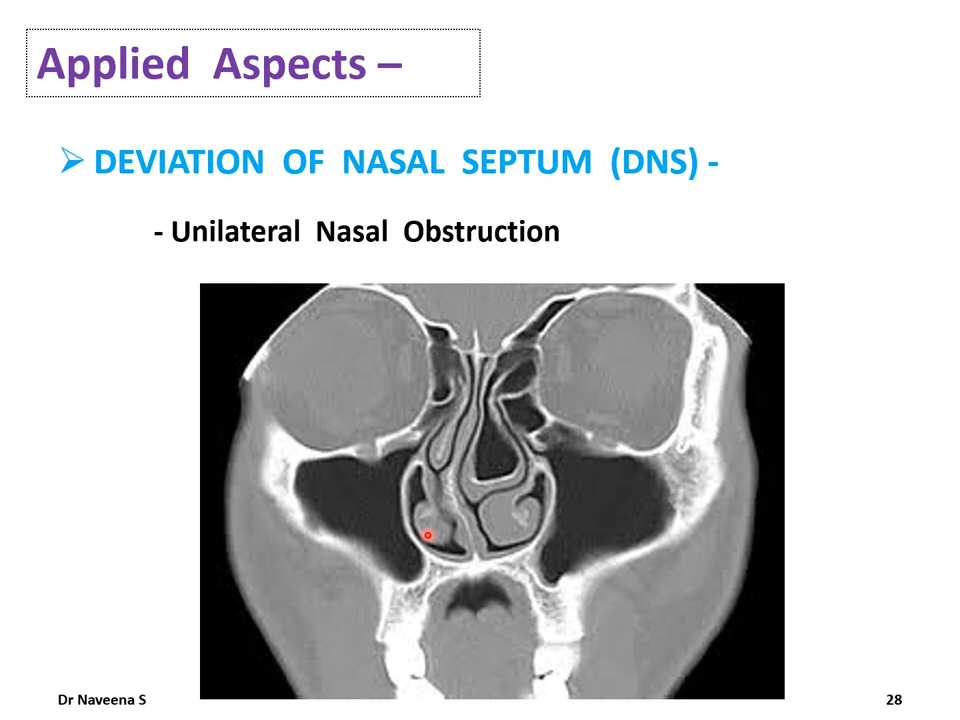 Applied Aspects –
DEVIATION OF NASAL SEPTUM (DNS) -
- Unilateral Nasal Obstruction
Dr Naveena S
28